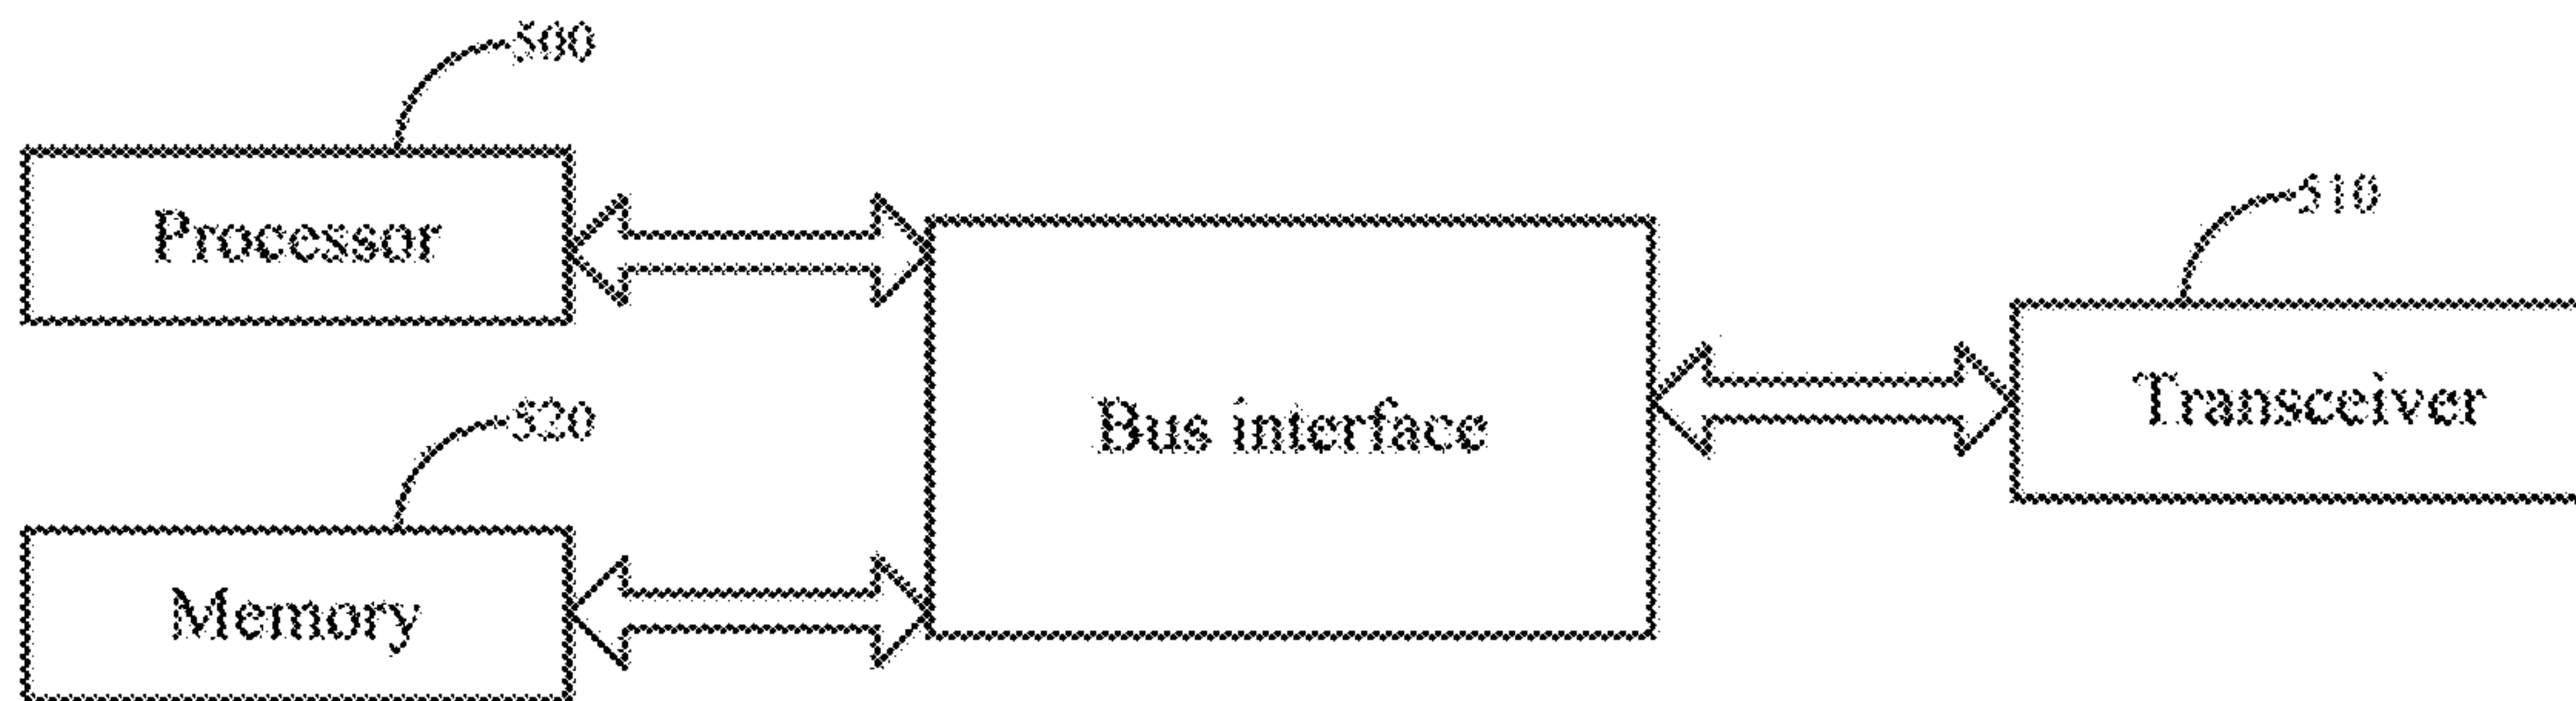 500
Processor
510
Bus interface
Transceiver
520
Memory